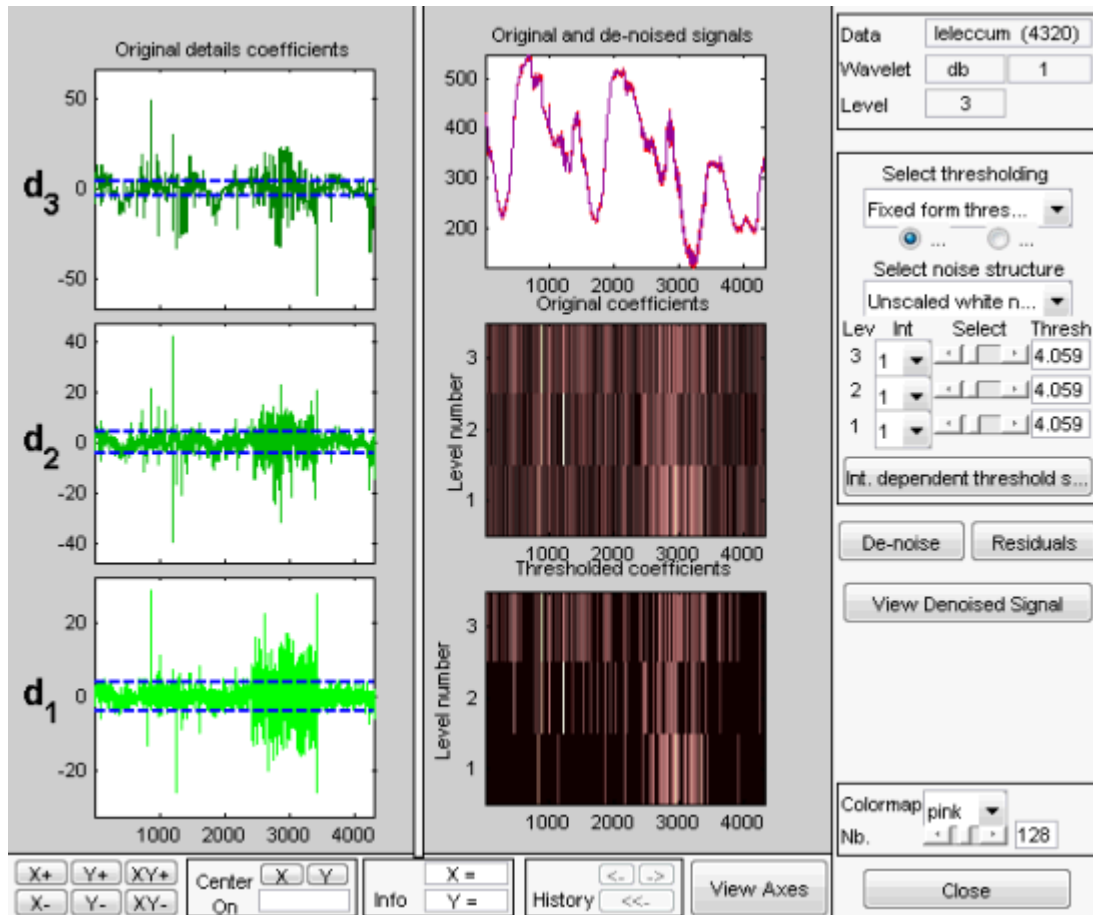 Original details coefficients
50
0
-50
d3
40
20
0
-20
-40
d2
20
0
-20
d1
1000 2000 3000 4000
Original and de-noised signals
500
400
300
200
1000 2000 3000 4000
Original coefficients
Level number
3
2
1
1000 2000 3000 4000
Thresholded coefficients
Level number
3
2
1
1000 2000 3000 4000
Data leleccum (4320)
Wavelet db 1
Level 3
Select thresholding
Fixed form thres...
... ...
Select noise structure
Unscaled white n...
Lev Int Select Thresh
3 1 4.059
2 1 4.059
1 1 4.059
Int. dependent threshold s...
De-noise Residuals
View Denoised Signal
Colormap pink
Nb. 128
Close
X+ Y+ XY+
X- Y- XY-
Center On X Y
Info X = Y =
History <- -> <<-
View Axes